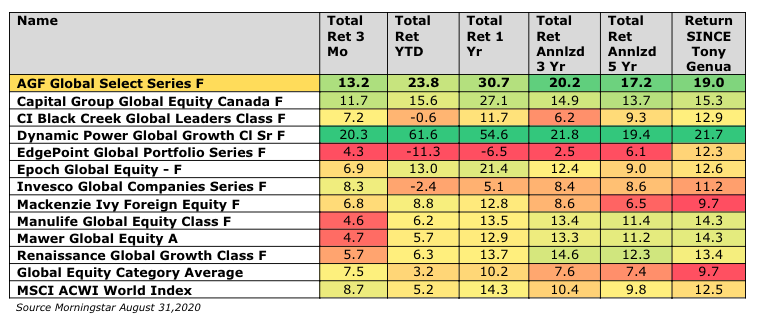 Name Total Ret 3 Mo Total Ret YTD Total Ret 1 Yr Total Ret Annlzd 3 Yr Total Ret Annlzd 5 Yr Return SINCE Tony Genua
AGF Global Select Series F 13.2 23.8 30.7 20.2 17.2 19.0
Capital Group Global Equity Canada F 11.7 15.6 27.1 14.9 13.7 15.3
CI Black Creek Global Leaders Class F 7.2 -0.6 11.7 6.2 9.3 12.9
Dynamic Power Global Growth Cl Sr F 20.3 61.6 54.6 21.8 19.4 21.7
EdgePoint Global Portfolio Series F 4.3 -11.3 -6.5 2.5 6.1 12.3
Epoch Global Equity - F 6.9 13.0 21.4 12.4 9.0 12.6
Invesco Global Companies Series F 8.3 -2.4 5.1 8.4 8.6 11.2
Mackenzie Ivy Foreign Equity F 6.8 8.8 12.8 8.6 6.5 9.7
Manulife Global Equity Class F 4.6 6.2 13.5 13.4 11.4 14.3
Mawer Global Equity A 4.7 5.7 12.9 13.3 11.2 14.3
Renaissance Global Growth Class F 5.7 6.3 13.7 14.6 12.3 13.4
Global Equity Category Average 7.5 3.2 10.2 7.6 7.4 9.7
MSCI ACWI World Index 8.7 5.2 14.3 10.4 9.8 12.5
Source Morningstar August 31,2020